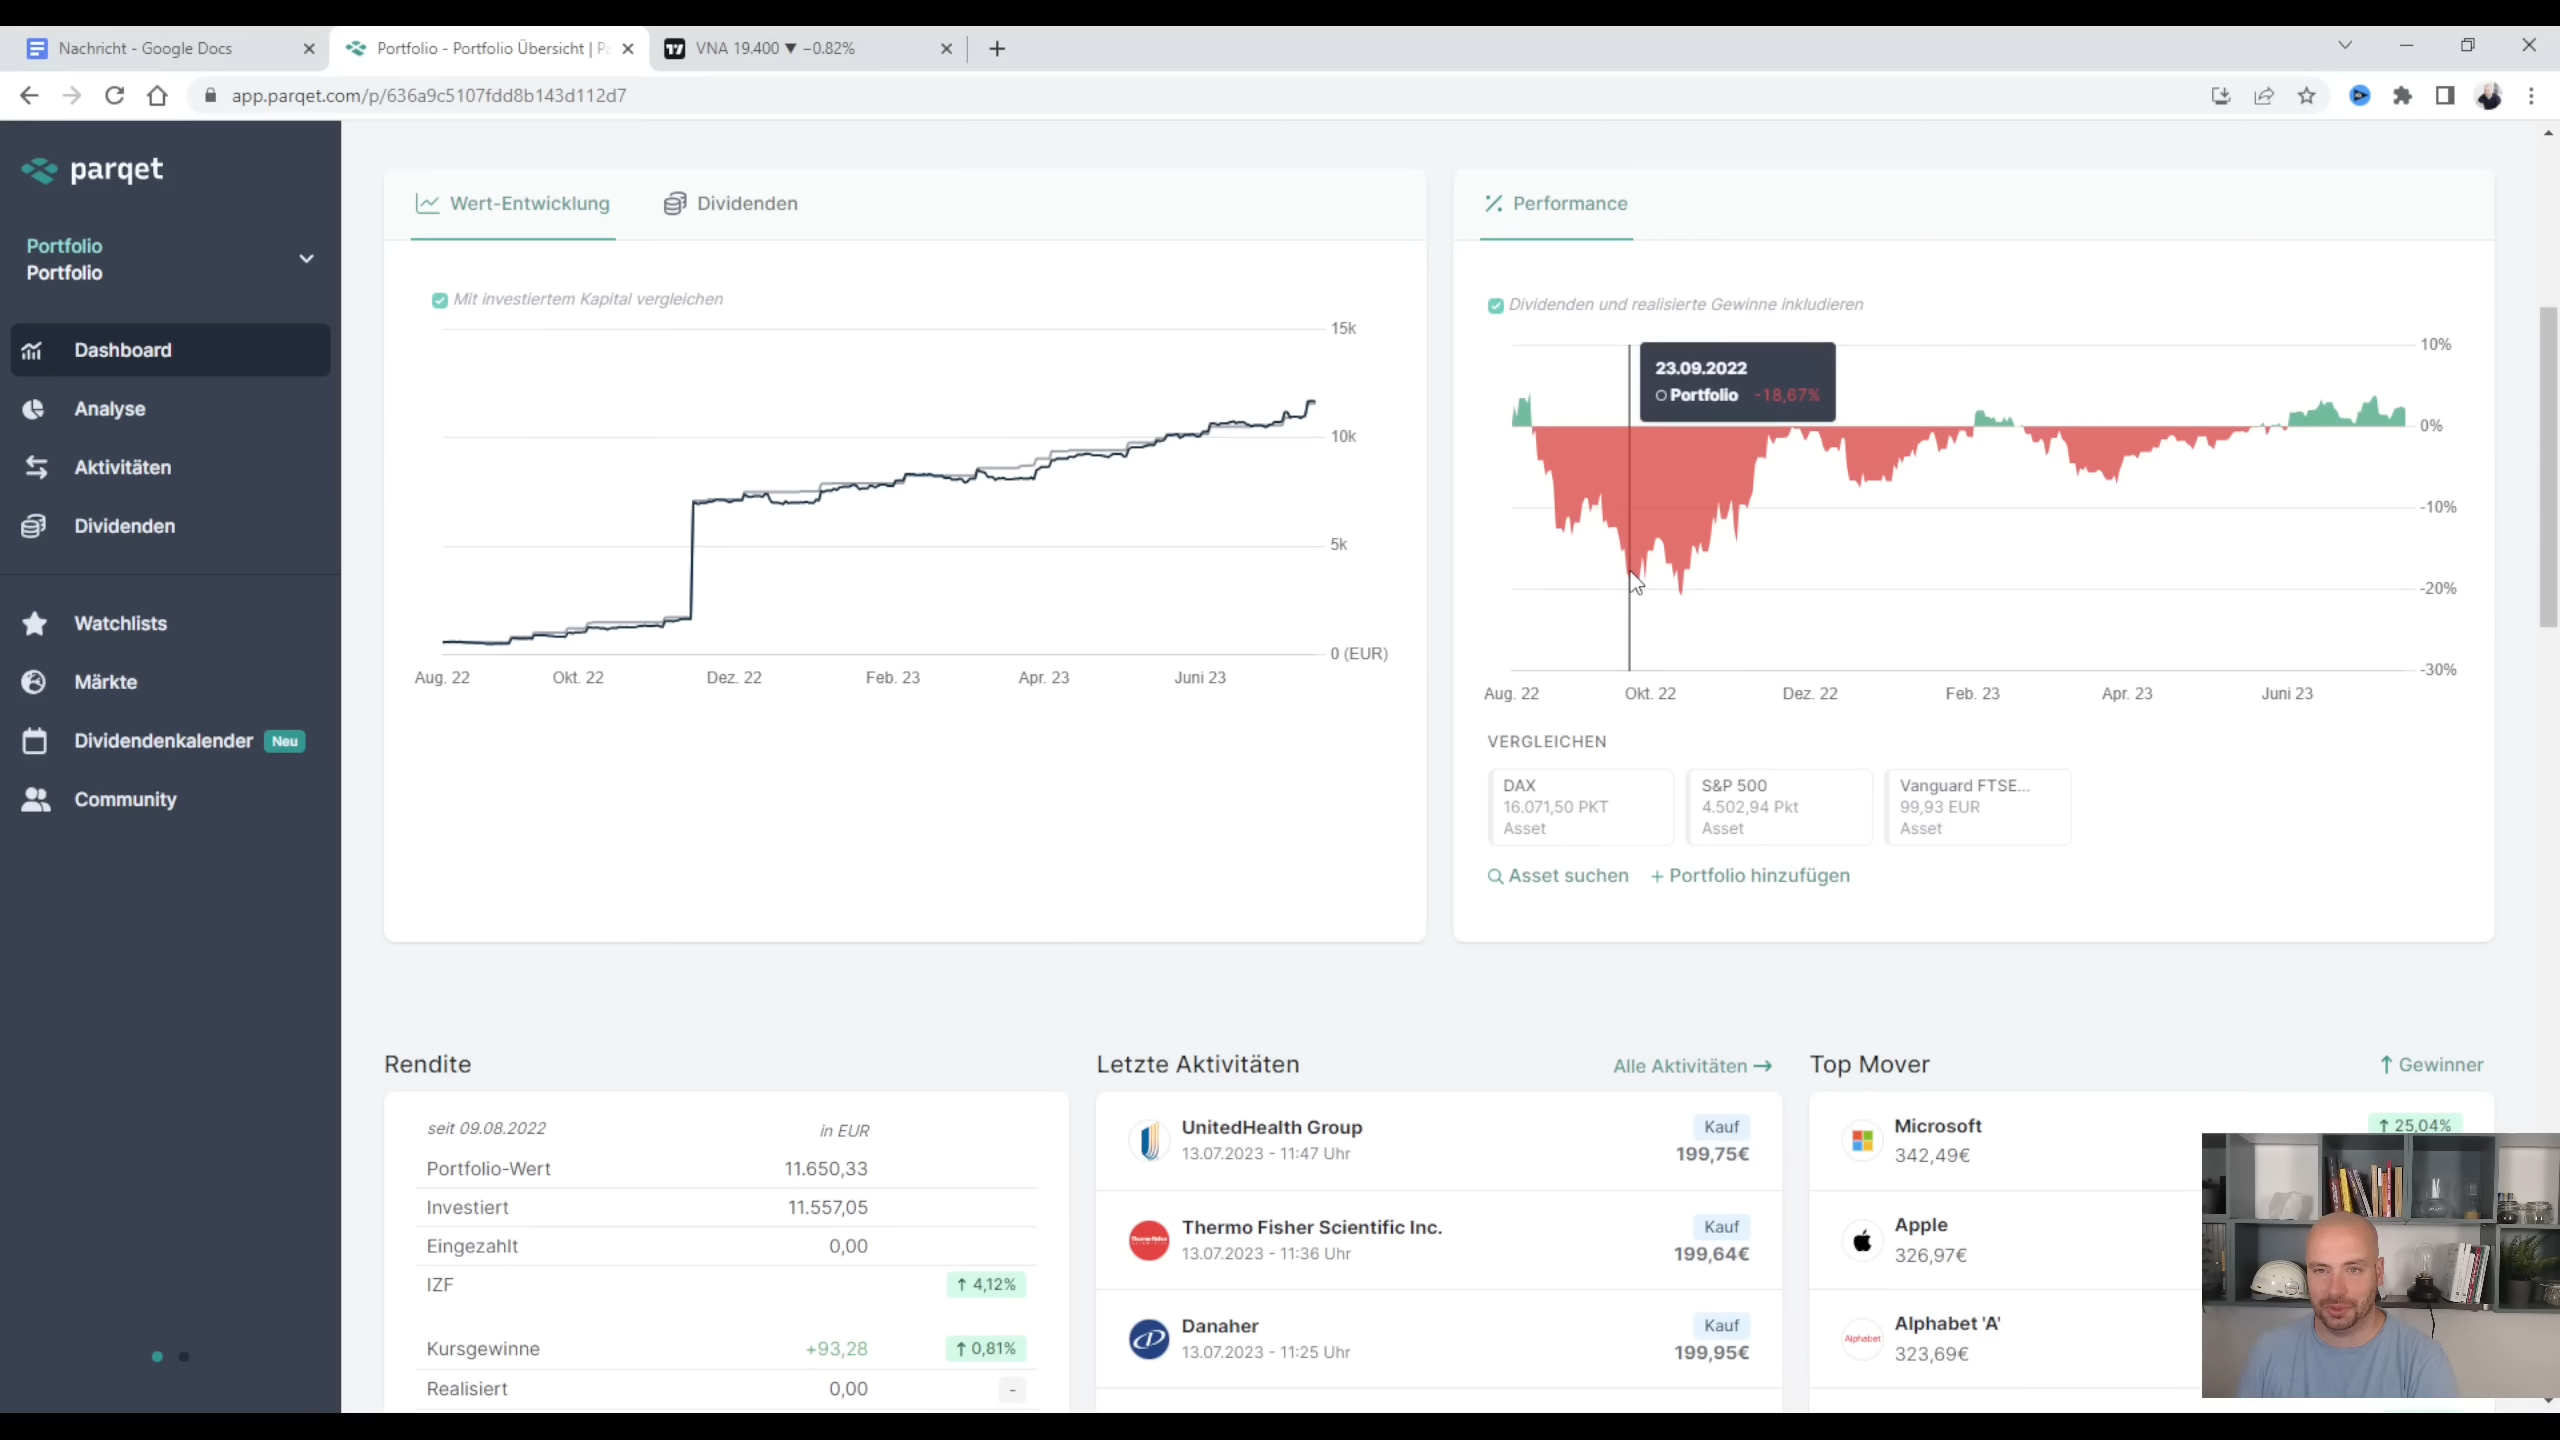 Nachricht - Google Docs
Portfolio - Portfolio Übersicht | Pa
VNA 19.400 ▼ −0.82%
app.parqet.com/p/636a9c5107fdd8b143d112d7
parqet
Portfolio
Portfolio
Dashboard
Analyse
Aktivitäten
Dividenden
Watchlists
Märkte
Dividendenkalender Neu
Community
Wert-Entwicklung
Dividenden
Mit investiertem Kapital vergleichen
15k
10k
5k
0 (EUR)
Aug. 22 Okt. 22 Dez. 22 Feb. 23 Apr. 23 Juni 23
Performance
Dividenden und realisierte Gewinne inkludieren
23.09.2022
Portfolio -18,67%
10%
0%
-10%
-20%
-30%
Aug. 22 Okt. 22 Dez. 22 Feb. 23 Apr. 23 Juni 23
VERGLEICHEN
DAX
16.071,50 PKT
Asset
S&P 500
4.502,94 Pkt
Asset
Vanguard FTSE...
99,93 EUR
Asset
Asset suchen + Portfolio hinzufügen
Rendite
seit 09.08.2022 in EUR
Portfolio-Wert 11.650,33
Investiert 11.557,05
Eingezahlt 0,00
IZF ↑ 4,12%
Kursgewinne +93,28 ↑ 0,81%
Realisiert 0,00 -
Letzte Aktivitäten Alle Aktivitäten →
UnitedHealth Group Kauf
13.07.2023 - 11:47 Uhr 199,75€
Thermo Fisher Scientific Inc. Kauf
13.07.2023 - 11:36 Uhr 199,64€
Danaher Kauf
13.07.2023 - 11:25 Uhr 199,95€
Top Mover ↑ Gewinner
Microsoft ↑ 25,04%
342,49€
Apple
326,97€
Alphabet
Alphabet 'A'
323,69€